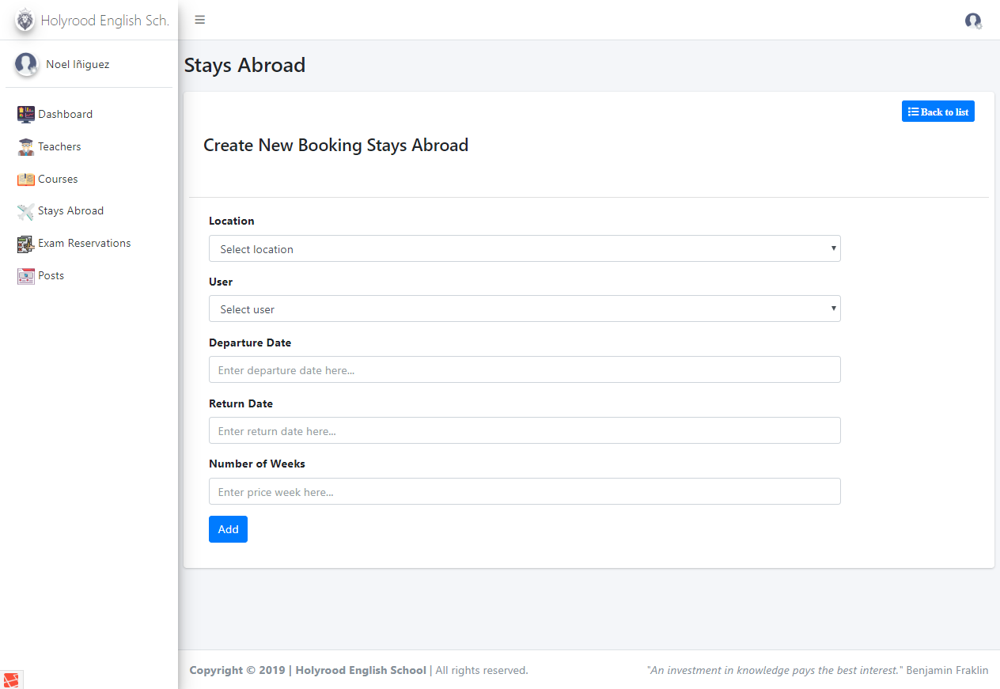 Holyrood English Sch.
Noel Iñiguez
Dashboard
Teachers
Courses
Stays Abroad
Exam Reservations
Posts
Stays Abroad
Back to list
Create New Booking Stays Abroad
Location
Select location
User
Select user
Departure Date
Enter departure date here...
Return Date
Enter return date here...
Number of Weeks
Enter price week here...
Add
Copyright © 2019 | Holyrood English School | All rights reserved.
"An investment in knowledge pays the best interest." Benjamin Fraklin